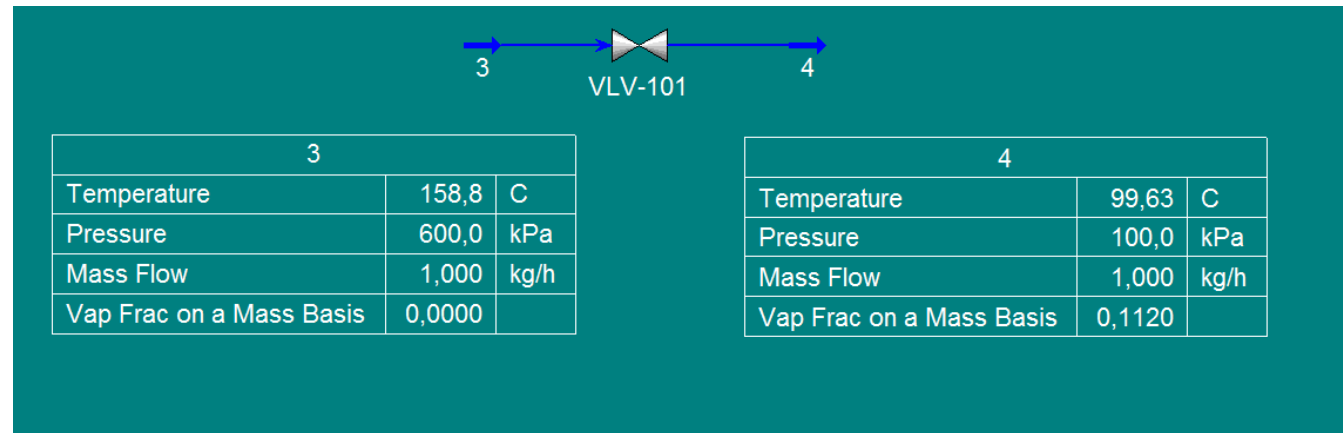 3
4
VLV-101
3
Temperature 158,8 C
Pressure 600,0 kPa
Mass Flow 1,000 kg/h
Vap Frac on a Mass Basis 0,0000
4
Temperature 99,63 C
Pressure 100,0 kPa
Mass Flow 1,000 kg/h
Vap Frac on a Mass Basis 0,1120